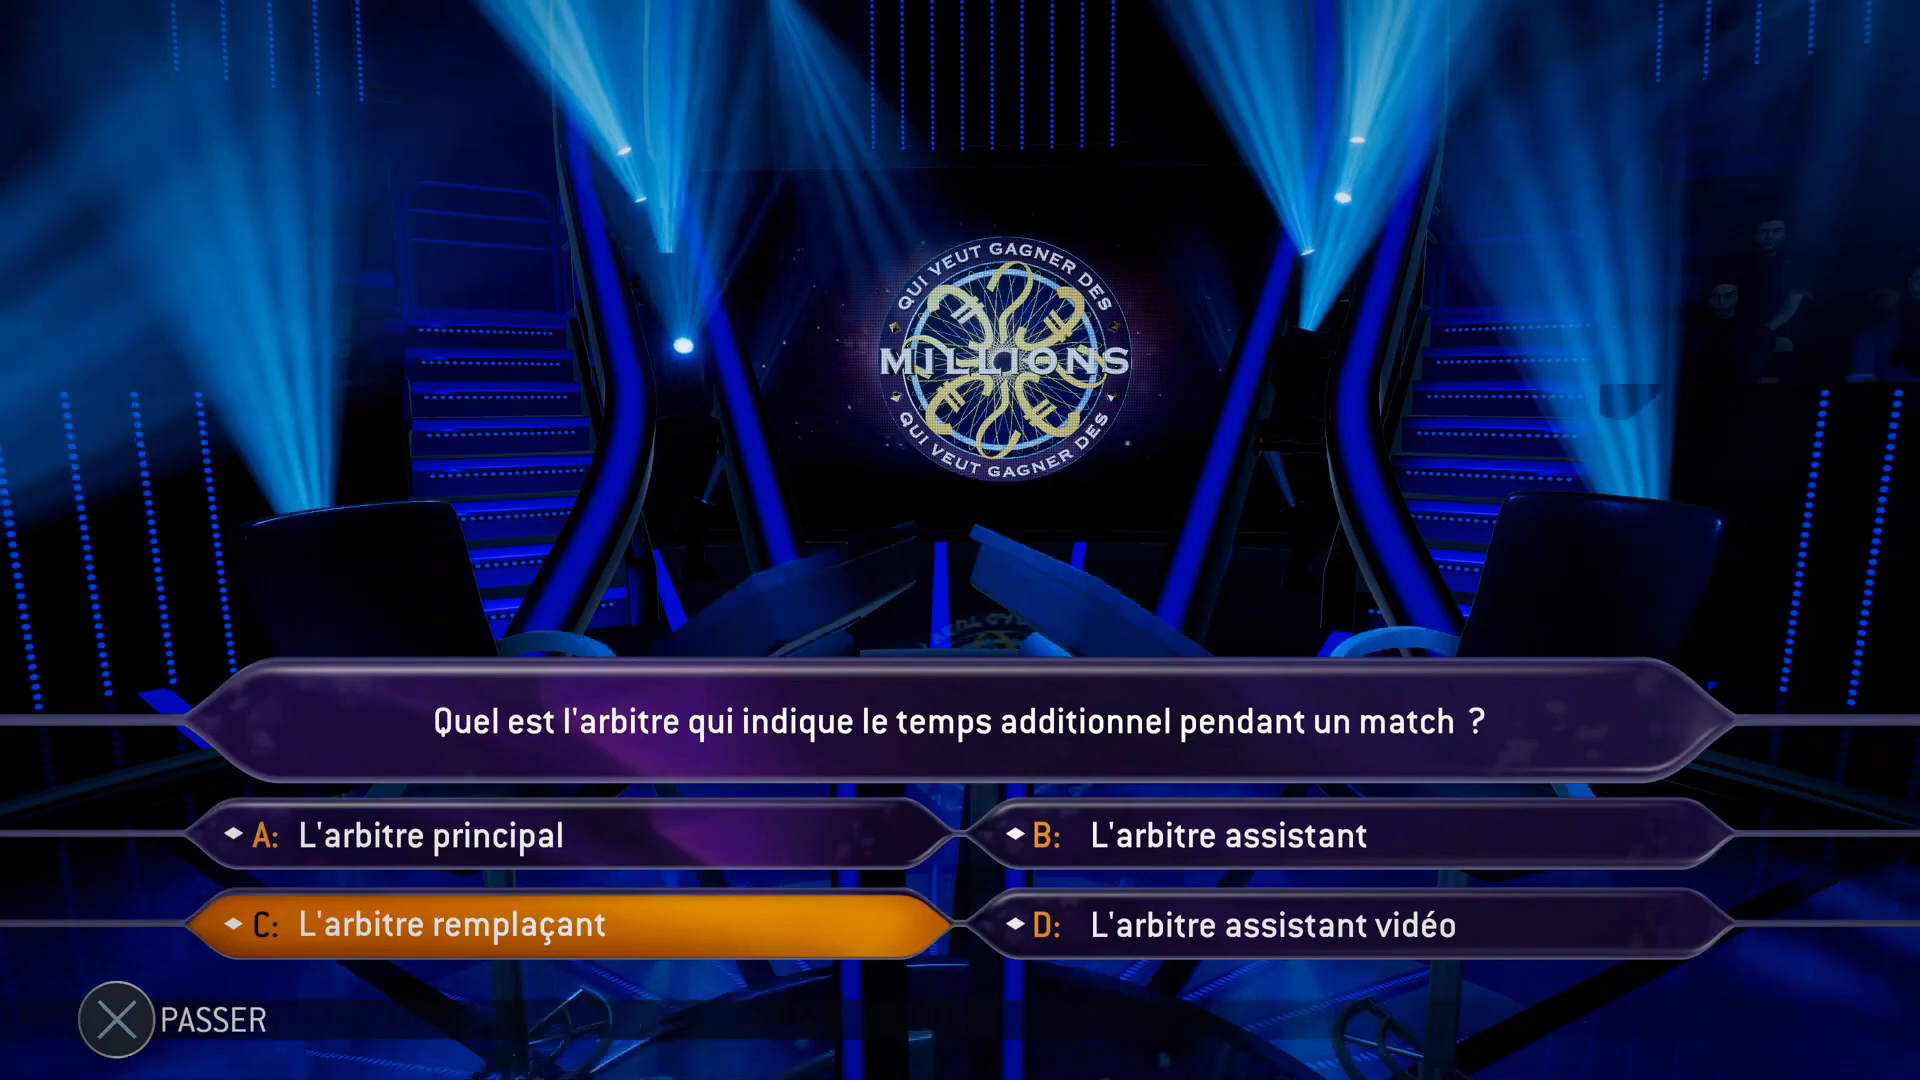 QUI VEUT GAGNER DES
MILLIONS
QUI VEUT GAGNER DES
Quel est l'arbitre qui indique le temps additionnel pendant un match ?
A: L'arbitre principal
B: L'arbitre assistant
C: L'arbitre remplaçant
D: L'arbitre assistant vidéo
PASSER